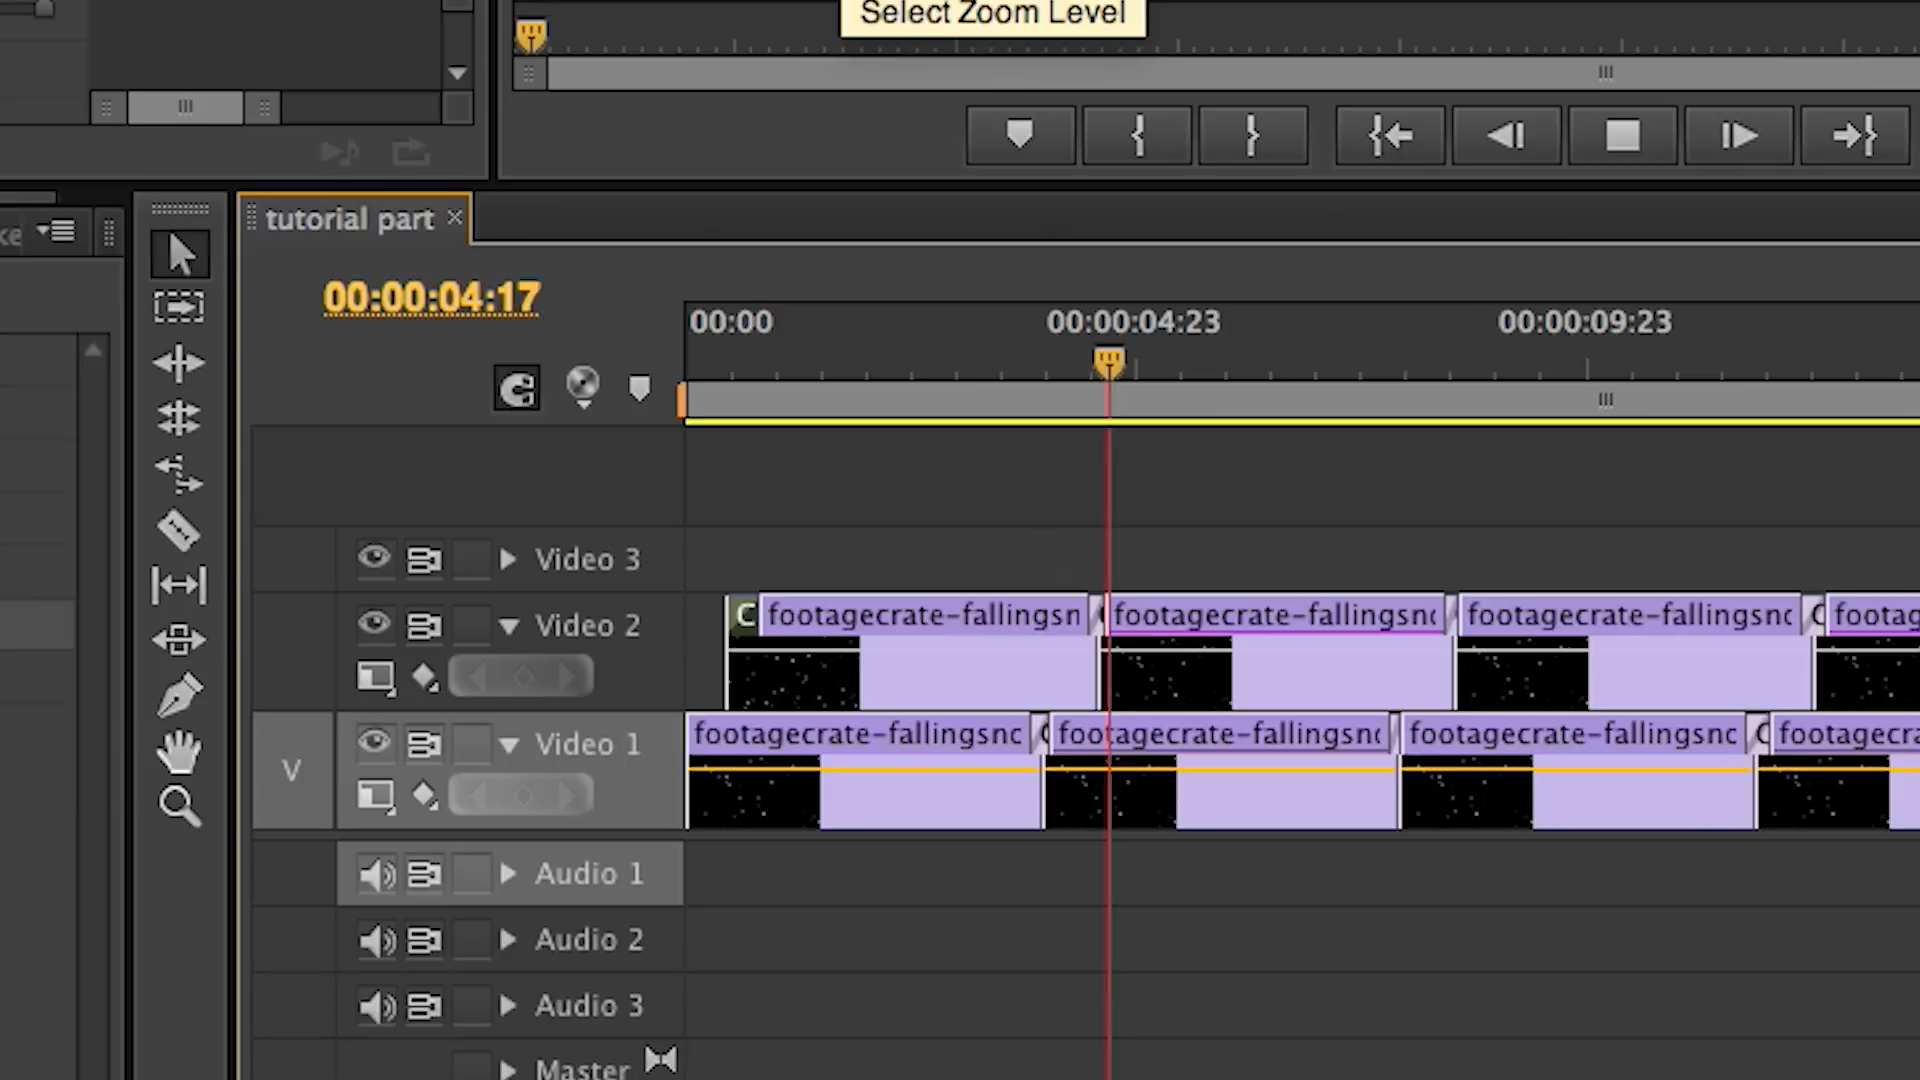 Select Zoom Level
tutorial part
00:00:04:17
00:00
00:00:04:23
00:00:09:23
Video 3
Video 2
C footagecrate-fallingsn
footagecrate-fallingsnc
footagecrate-fallingsnc
footag
V
Video 1
footagecrate-fallingsnc
footagecrate-fallingsnc
footagecrate-fallingsnc
footagecra
Audio 1
Audio 2
Audio 3
Master